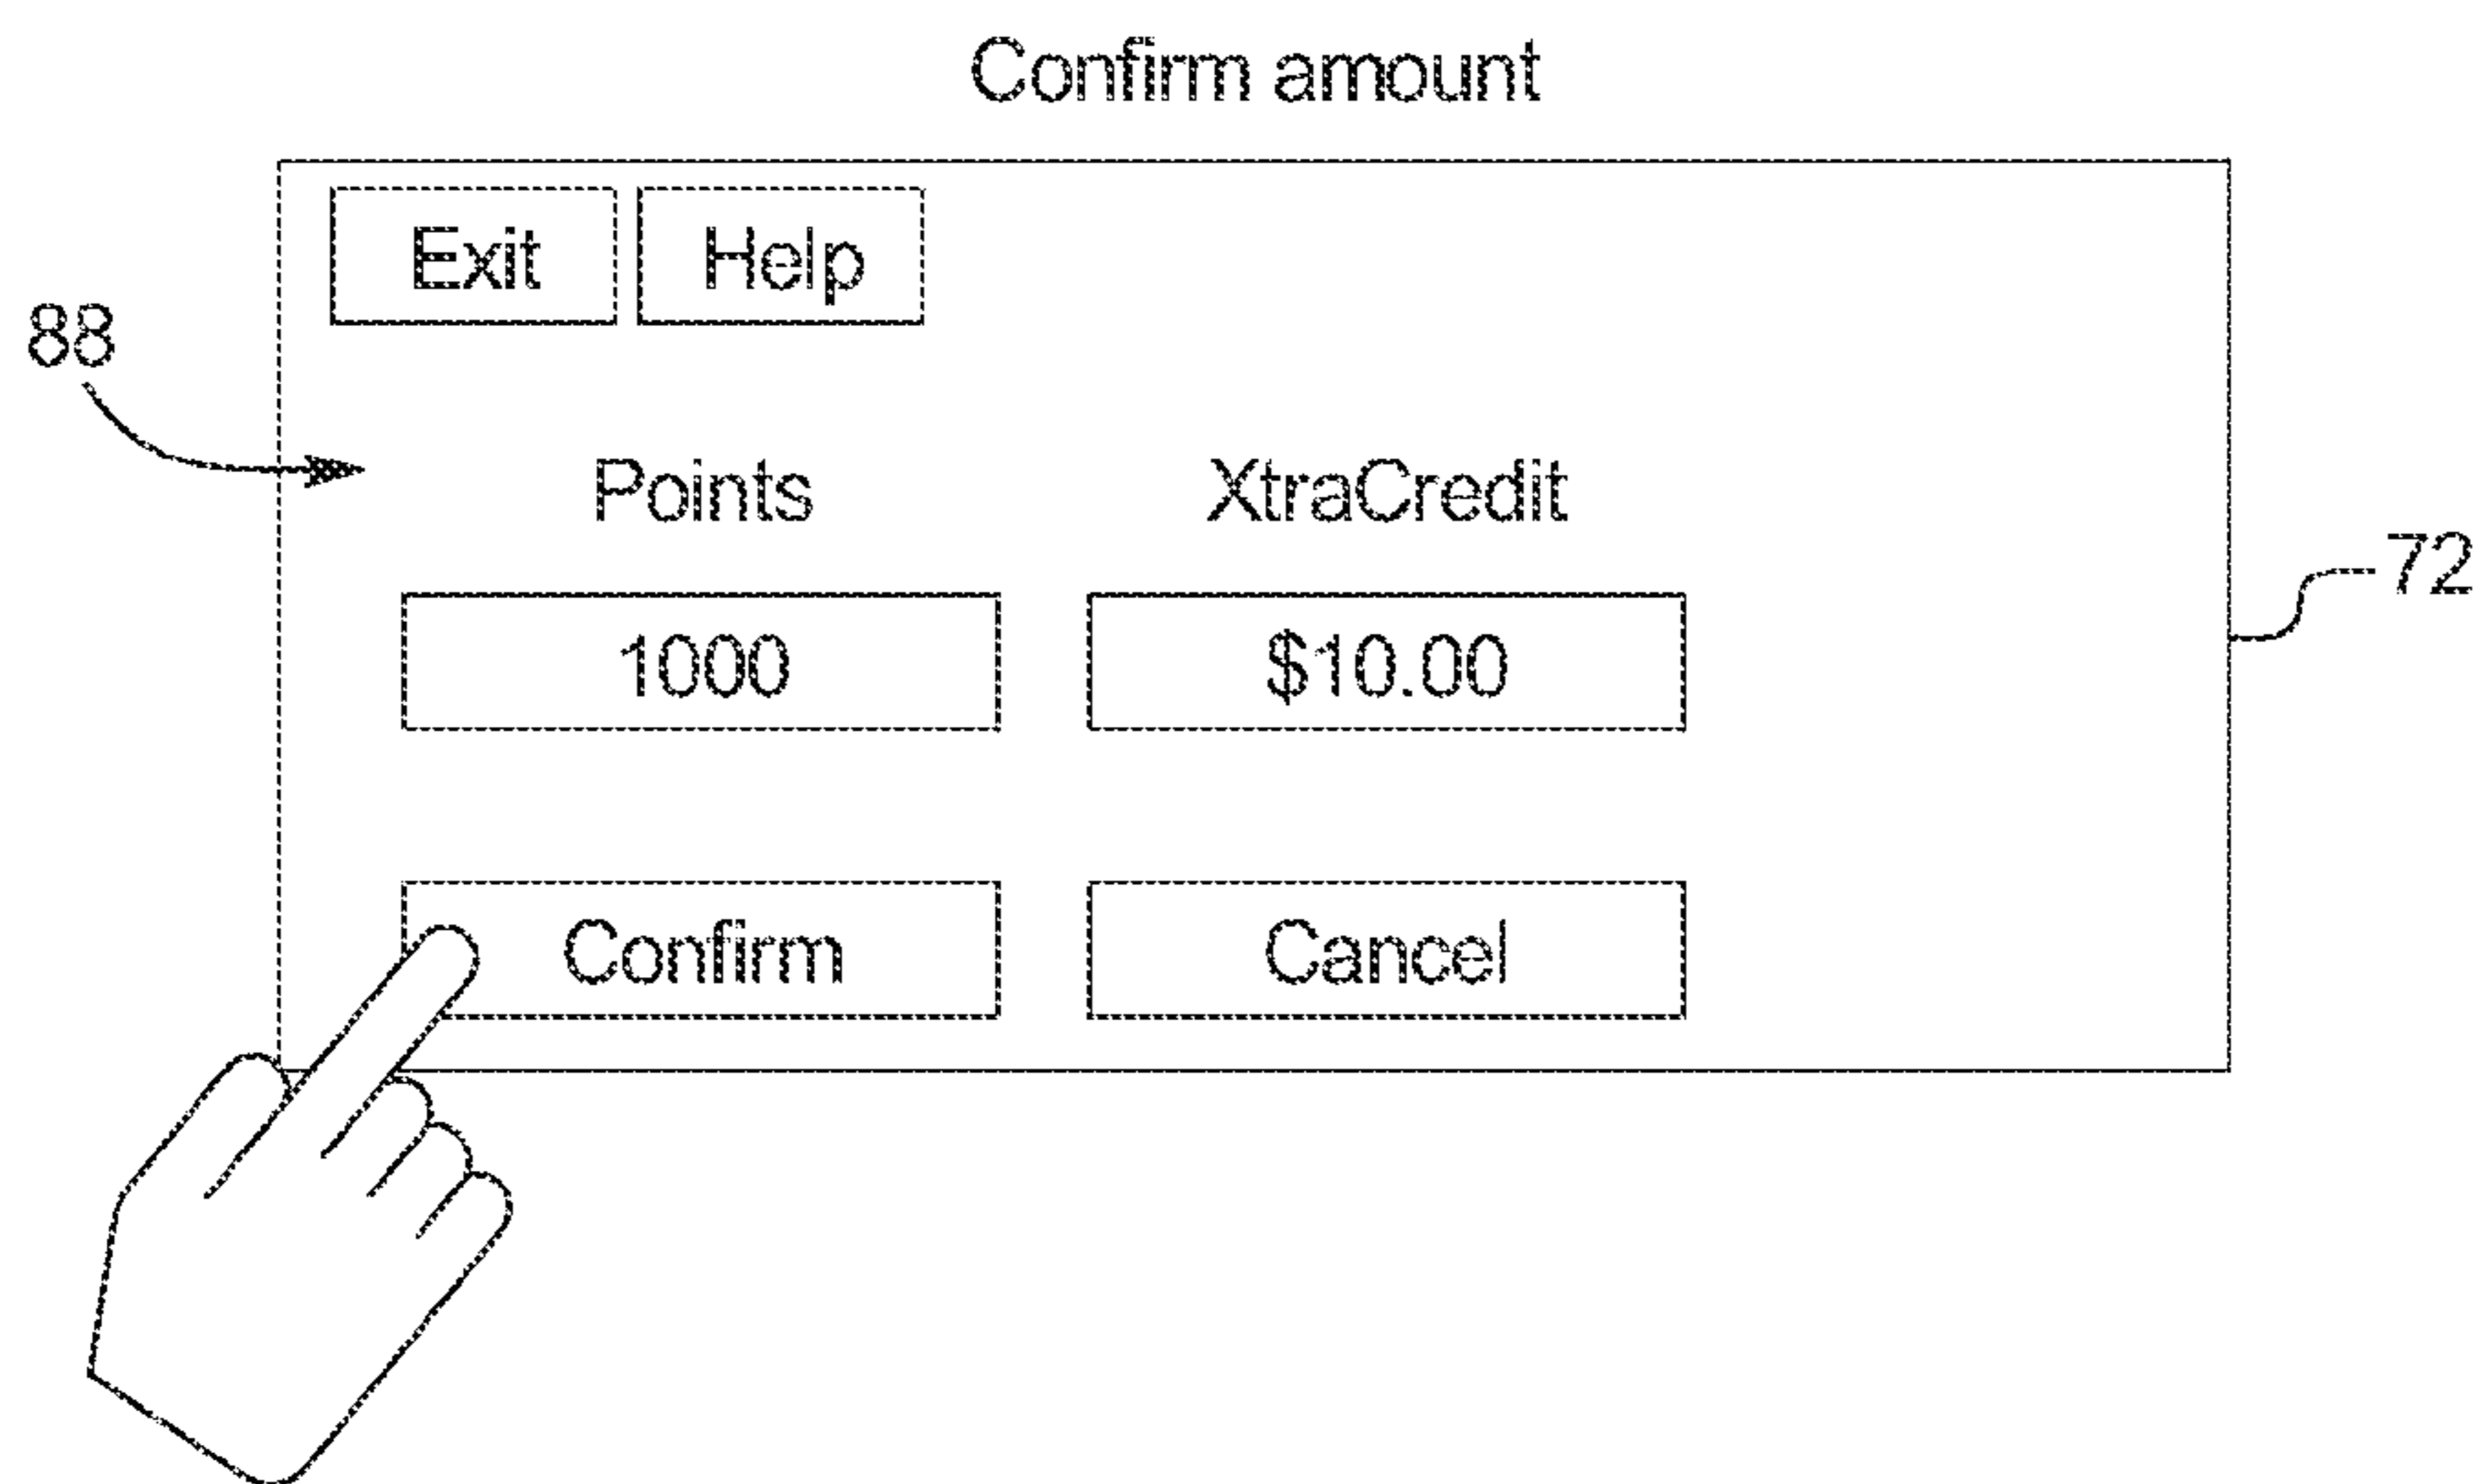 Confirm amount
Exit Help
88
Points XtraCredit
72
1000 $10.00
Confirm Cancel